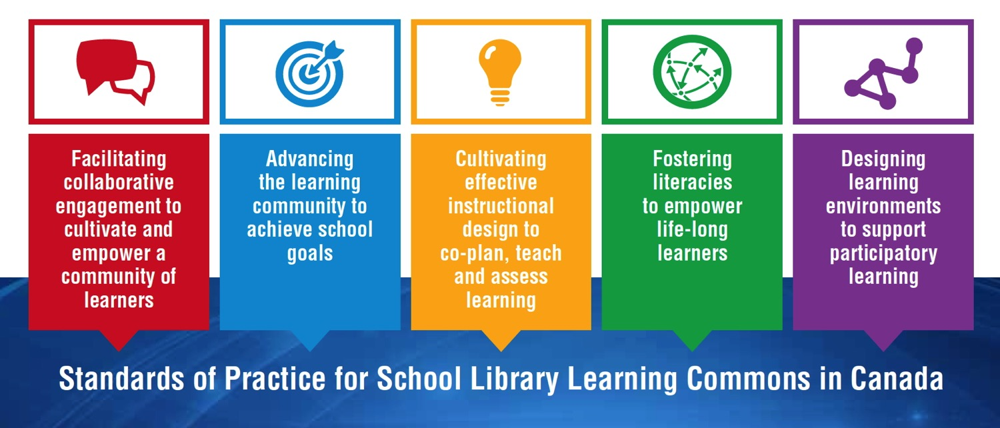 Facilitating
collaborative
engagement to
cultivate and
empower a
community of
learners
Advancing
the learning
community to
achieve school
goals
Cultivating
effective
instructional
design to
co-plan, teach
and assess
learning
Fostering
literacies
to empower
life-long
learners
Designing
learning
environments
to support
participatory
learning
Standards of Practice for School Library Learning Commons in Canada